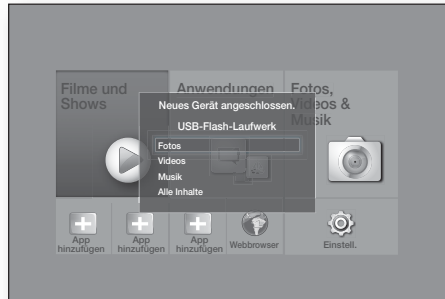 Filme und
Shows
Anwendungen
Fotos,
Videos &
Musik
Neues Gerät angeschlossen.
USB-Flash-Laufwerk
Fotos
Videos
Musik
Alle Inhalte
App
hinzufügen
App
hinzufügen
App
hinzufügen
Webbrowser
Einstell.